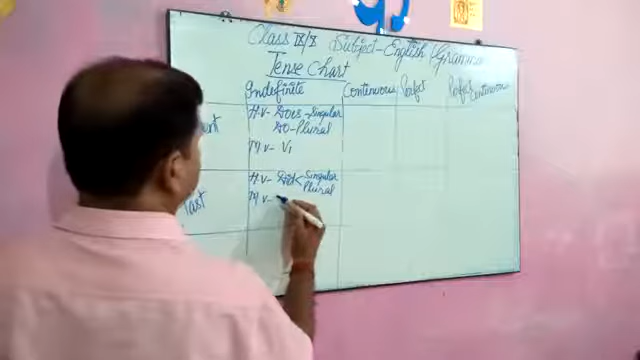 Class IX/X Subject-English Grammar
Tense Chart
Indefinite Continuous Perfect Perfect Continuous
H.V- Does - Singular
DO - Plural
M V- V1
H.V- Did < Singular
Plural
Past
M V-